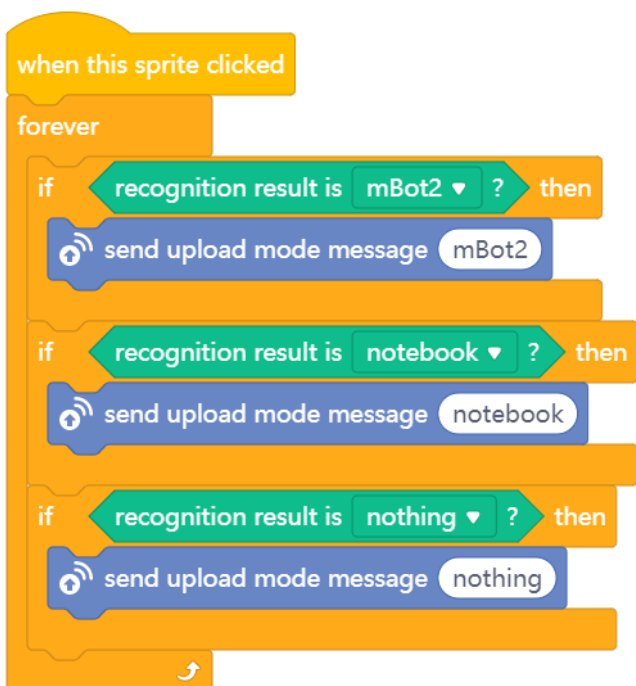 when this sprite clicked
forever
if recognition result is mBot2 ? then
send upload mode message mBot2
if recognition result is notebook ? then
send upload mode message notebook
if recognition result is nothing ? then
send upload mode message nothing